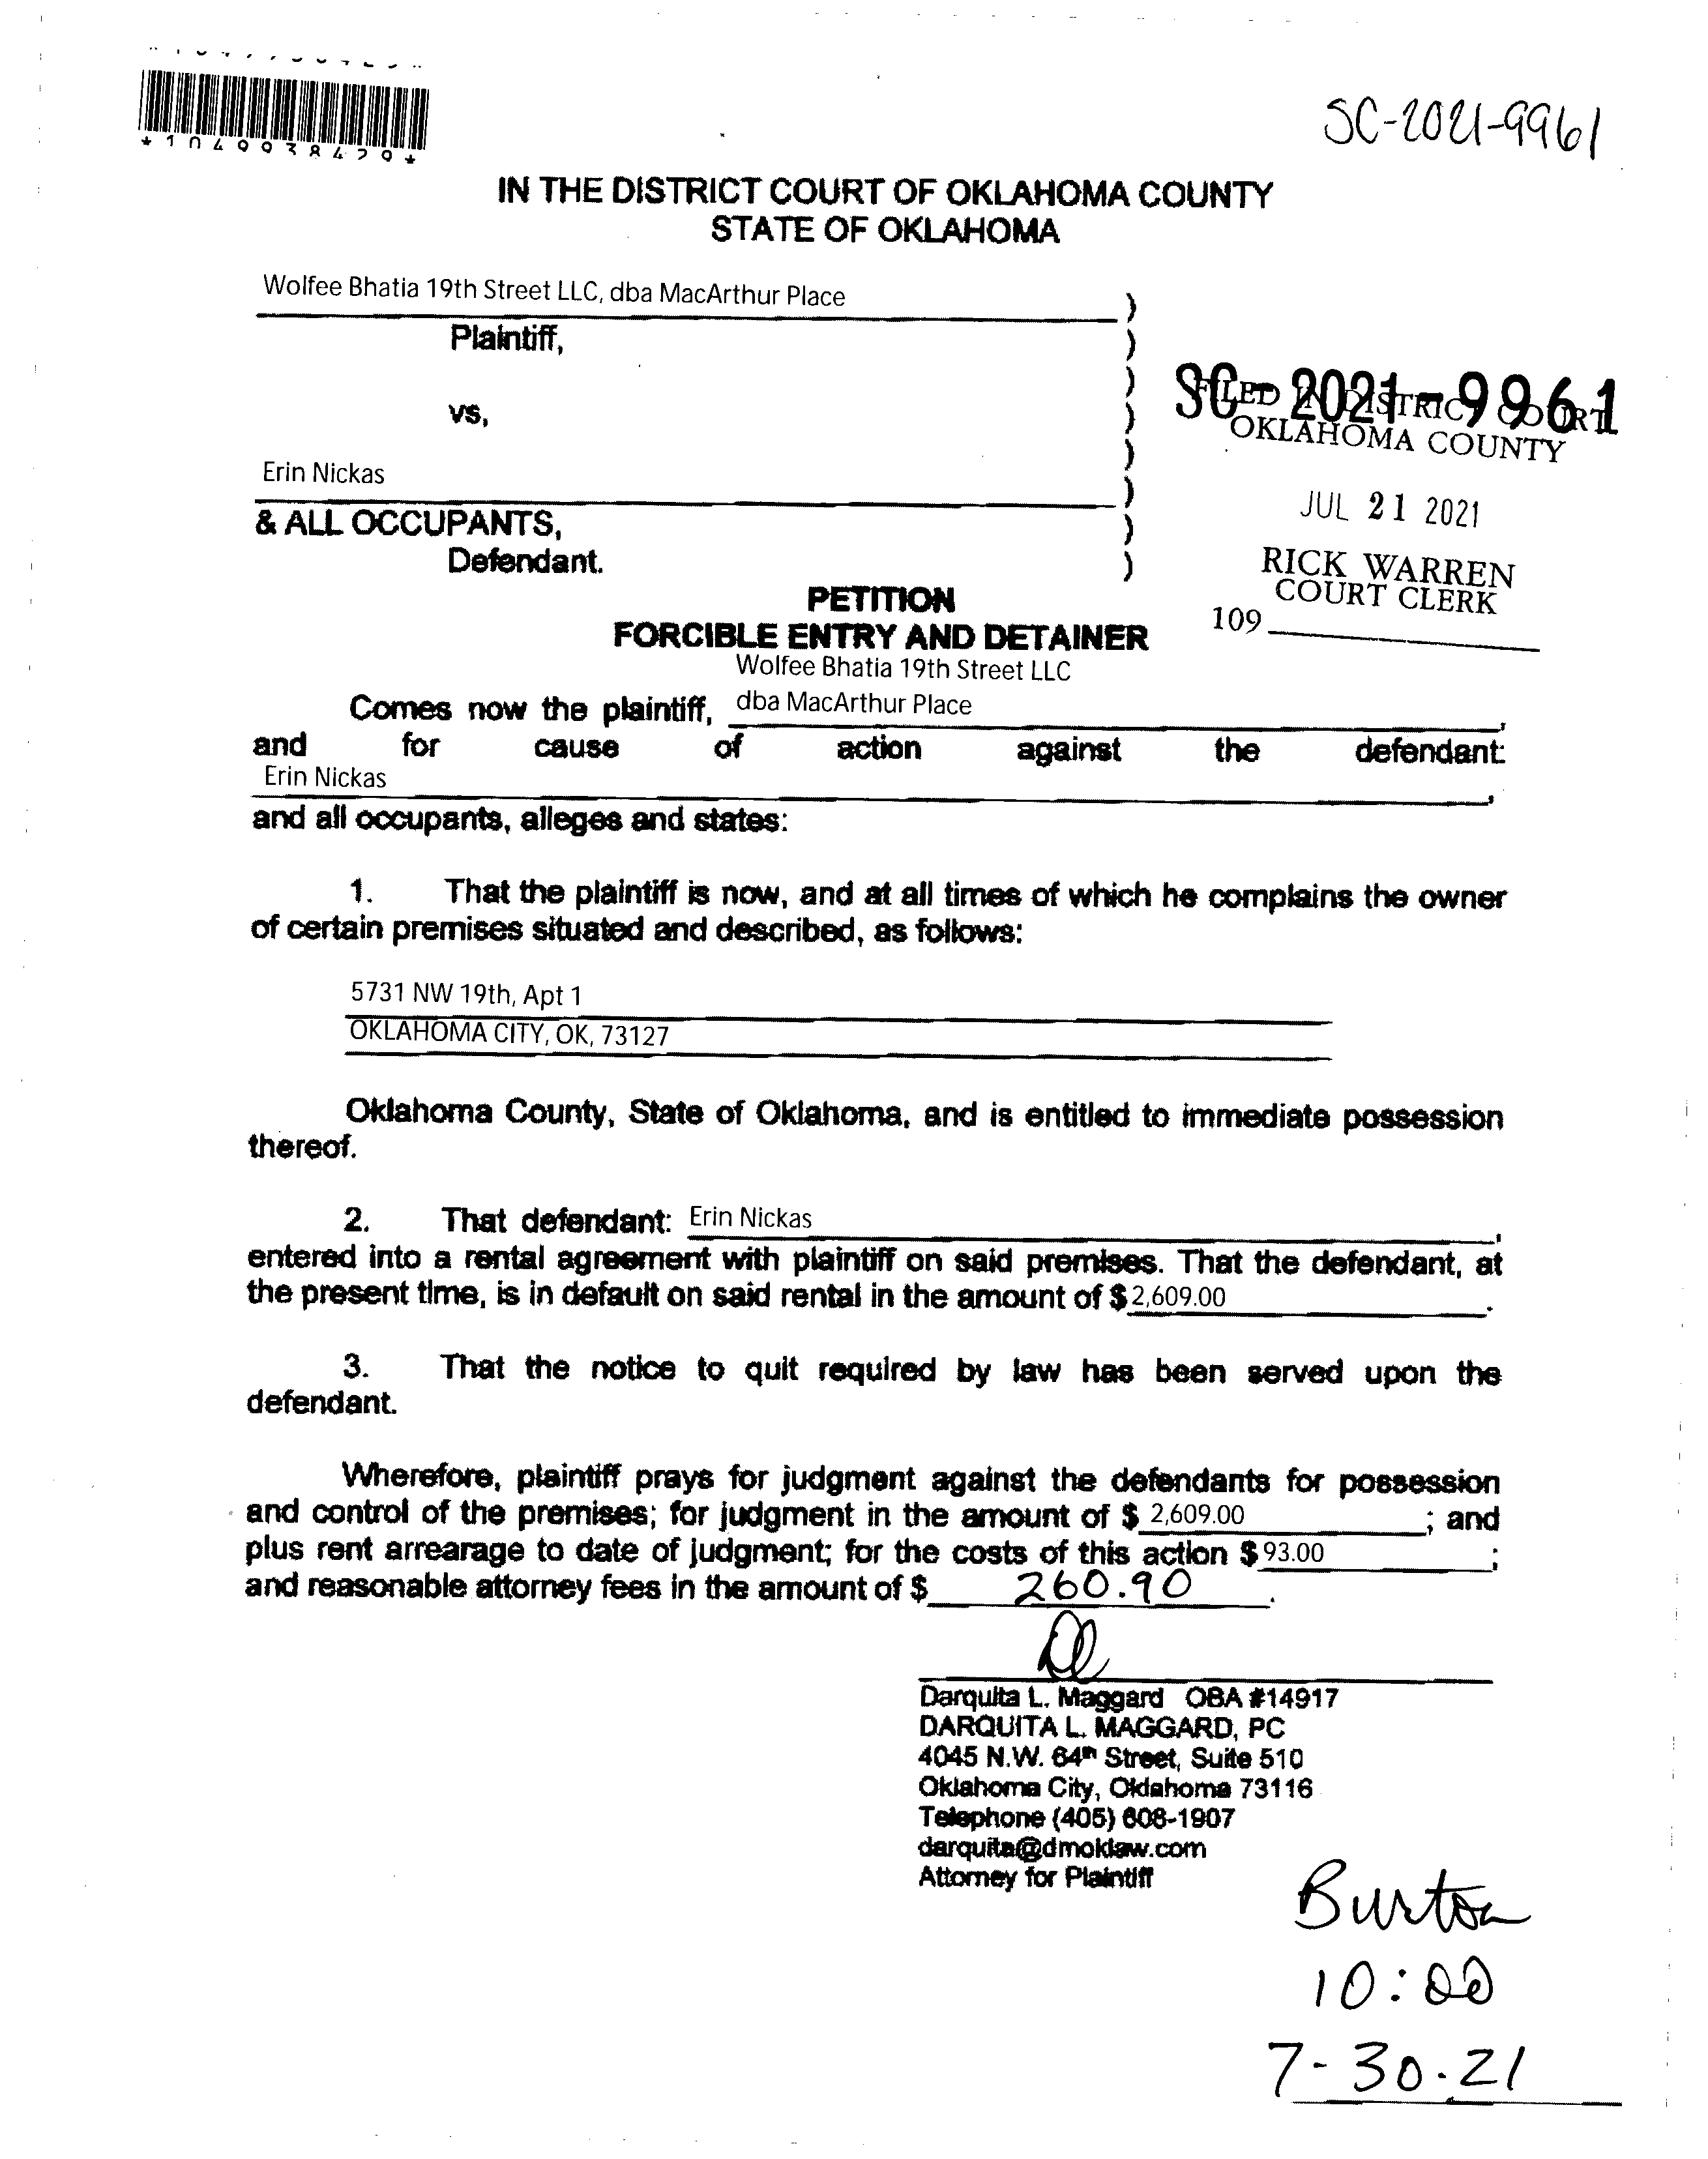 *1049938429*
SC-2021-9961
IN THE DISTRICT COURT OF OKLAHOMA COUNTY
STATE OF OKLAHOMA
Wolfee Bhatia 19th Street LLC, dba MacArthur Place )
Plaintiff, )
)
vs, )
)
Erin Nickas )
& ALL OCCUPANTS, )
Defendant. )
SC-2021-9961
FILED IN DISTRICT COURT
OKLAHOMA COUNTY
JUL 21 2021
RICK WARREN
COURT CLERK
109
PETITION
FORCIBLE ENTRY AND DETAINER
Wolfee Bhatia 19th Street LLC
Comes now the plaintiff, dba MacArthur Place,
and for cause of action against the defendant:
Erin Nickas,
and all occupants, alleges and states:
1. That the plaintiff is now, and at all times of which he complains the owner
of certain premises situated and described, as follows:
5731 NW 19th, Apt 1
OKLAHOMA CITY, OK, 73127
Oklahoma County, State of Oklahoma, and is entitled to immediate possession
thereof.
2. That defendant: Erin Nickas,
entered into a rental agreement with plaintiff on said premises. That the defendant, at
the present time, is in default on said rental in the amount of $2,609.00.
3. That the notice to quit required by law has been served upon the
defendant.
Wherefore, plaintiff prays for judgment against the defendants for possession
and control of the premises; for judgment in the amount of $ 2,609.00; and
plus rent arrearage to date of judgment; for the costs of this action $93.00;
and reasonable attorney fees in the amount of $ 260.90.
Darquita L. Maggard OBA #14917
DARQUITA L. MAGGARD, PC
4045 N.W. 64th Street, Suite 510
Oklahoma City, Oklahoma 73116
Telephone (405) 608-1907
darquita@dmoklaw.com
Attorney for Plaintiff
Burton
10:00
7-30-21